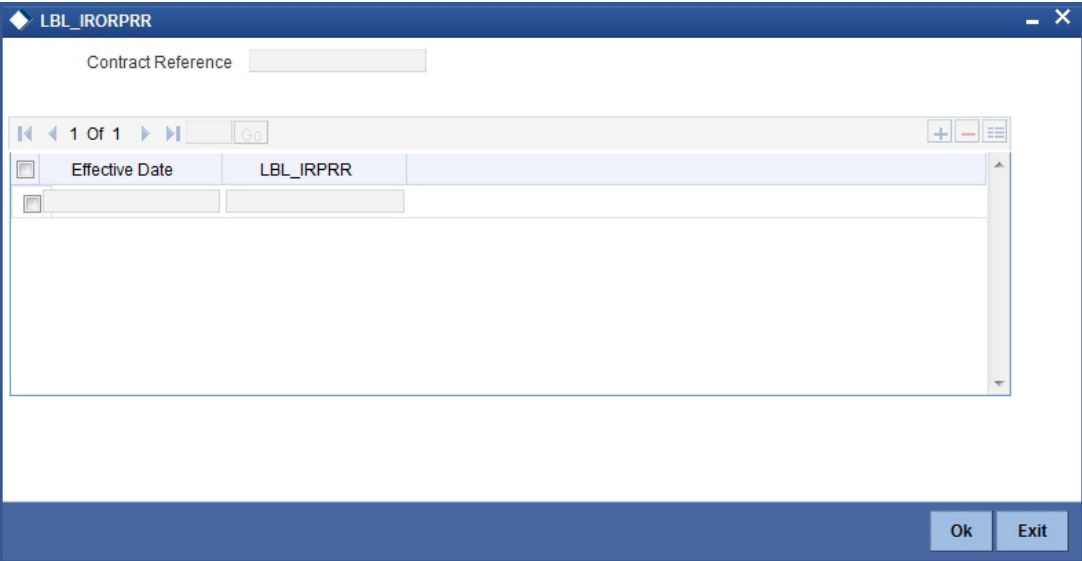 LBL_IRORPRR
Contract Reference
1 Of 1 Go
Effective Date LBL_IRPRR
Ok Exit